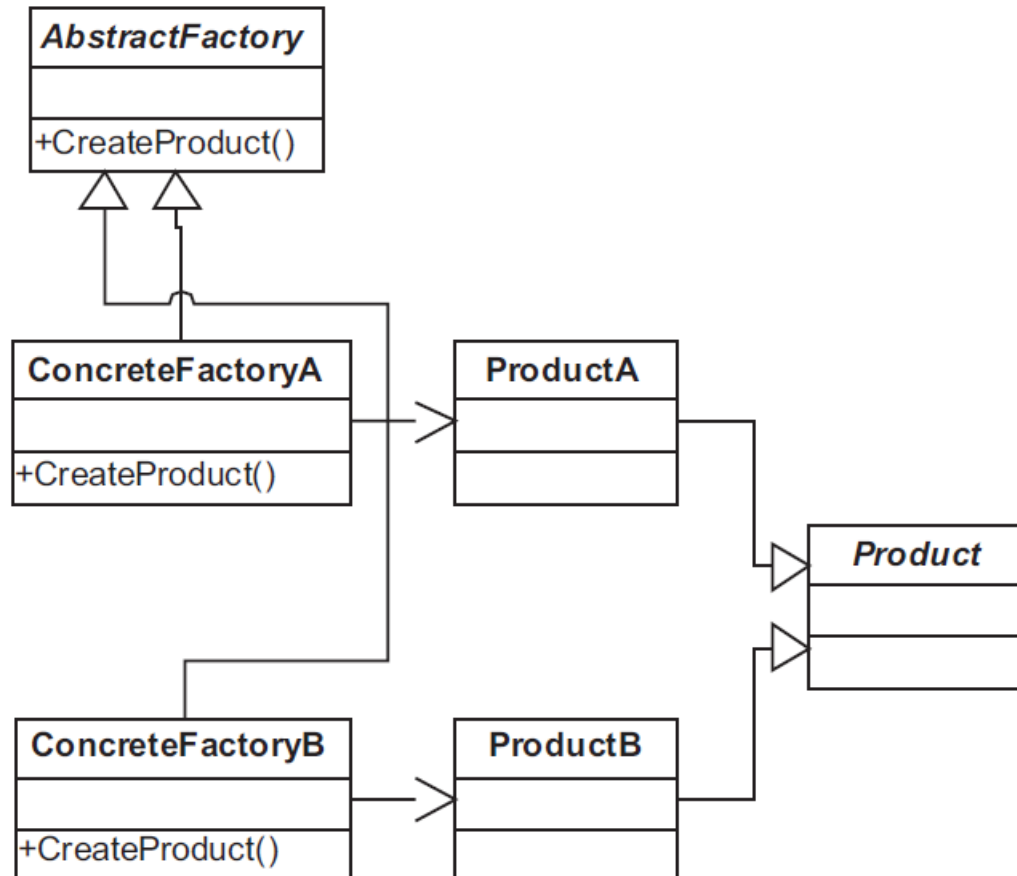 AbstractFactory
+CreateProduct()
ConcreteFactoryA
+CreateProduct()
ProductA
Product
ConcreteFactoryB
+CreateProduct()
ProductB